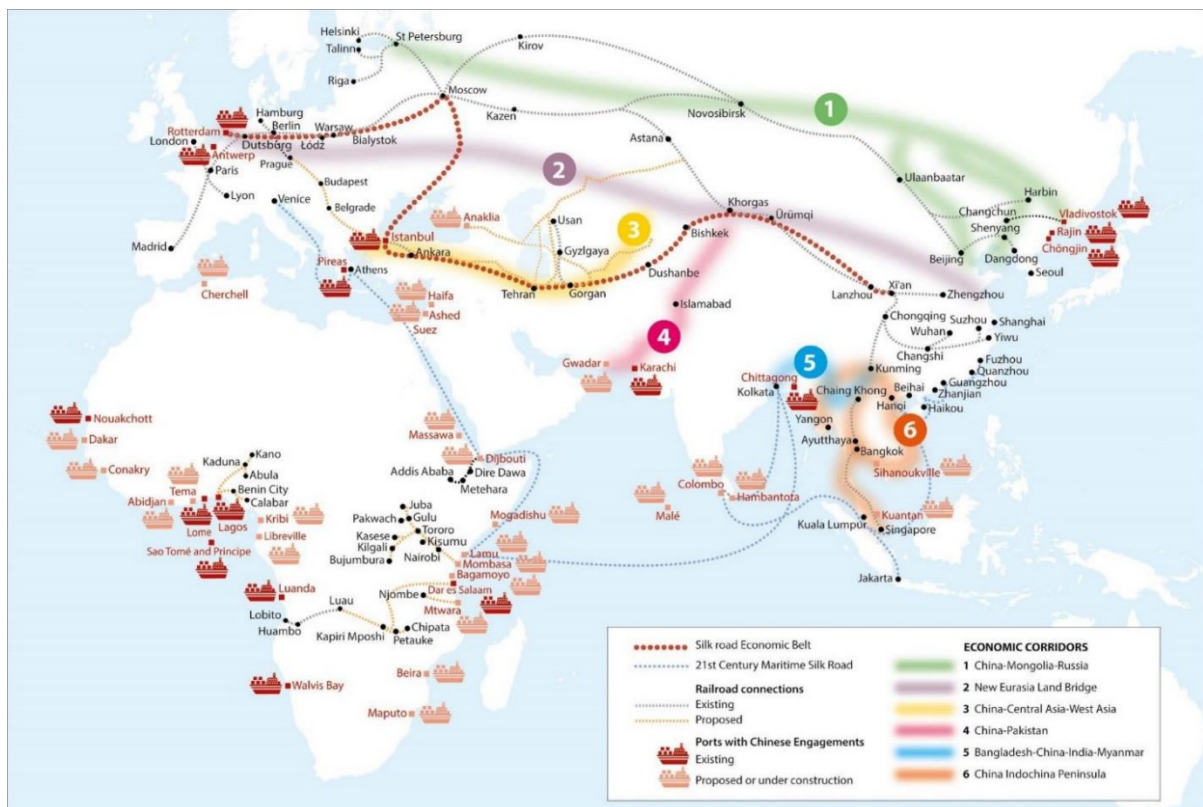 Helsinki
St Petersburg
Talinn
Riga
Kirov
Moscow
Kazen
Novosibirsk
1
Hamburg
Berlin
Rotterdam
London
Dutsburg
Łódź
Warsaw
Bialystok
Antwerp
Paris
Prague
Astana
2
Ulaanbaatar
Harbin
Lyon
Venice
Budapest
Belgrade
Anaklia
Usan
3
Khorgas
Ürümqi
Bishkek
Changchun
Shenyang
Vladivostok
Rajin
Chŏngjin
Madrid
Istanbul
Ankara
Gyzlgaya
Beijing
Dangdong
Seoul
Pireas
Athens
Dushanbe
Cherchell
Tehran
Gorgan
Lanzhou
Xi'an
Zhengzhou
Haifa
Ashed
Suez
Islamabad
Chongqing
Wuhan
Suzhou
Shanghai
Yiwu
Changshi
4
5
Gwadar
Karachi
Kunming
Fuzhou
Quanzhou
Guangzhou
Zhanjian
Chittagong
Kolkata
Chaing Khong
Beihai
Hanoi
Haikou
Nouakchott
Dakar
Conakry
Yangon
Ayutthaya
Bangkok
6
Massawa
Djibouti
Sihanoukville
Kano
Kaduna
Abula
Addis Ababa
Dire Dawa
Metehara
Colombo
Hambantota
Malé
Tema
Abidjan
Benin City
Calabar
Lome
Lagos
Kribi
Libreville
Sao Tomé and Principe
Juba
Pakwach
Gulu
Tororo
Kasese
Kisumu
Kilgali
Nairobi
Bujumbura
Mogadishu
Kuantan
Kuala Lumpur
Singapore
Lamu
Mombasa
Bagamoyo
Jakarta
Luanda
Njombe
Dar es Salaam
Mtwara
Luau
Lobito
Huambo
Kapiri Mposhi
Chipata
Petauke
Walvis Bay
Beira
Maputo
Silk road Economic Belt
21st Century Maritime Silk Road
Railroad connections
Existing
Proposed
Ports with Chinese Engagements
Existing
Proposed or under construction
ECONOMIC CORRIDORS
1 China-Mongolia-Russia
2 New Eurasia Land Bridge
3 China-Central Asia-West Asia
4 China-Pakistan
5 Bangladesh-China-India-Myanmar
6 China Indochina Peninsula